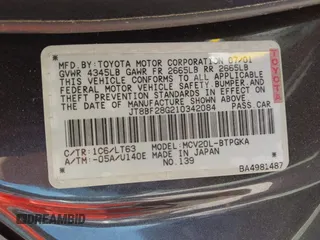 MFD.BY: TOYOTA MOTOR CORPORATION 07/01
GVWR 4345LB GAWR FR 2665LB RR 2665LB
THIS VEHICLE CONFORMS TO ALL APPLICABLE
FEDERAL MOTOR VEHICLE SAFETY, BUMPER, AND
THEFT PREVENTION STANDARDS IN EFFECT ON
THE DATE OF MANUFACTURE SHOWN ABOVE.
JT8BF28G210342084
PASS. CAR
TOYOTA
C/TR: 1C6/LT63 MODEL: MCV20L-BTPGKA
A/TM: -05A/U140E MADE IN JAPAN
NO.139
BA4981487
DREAMBID